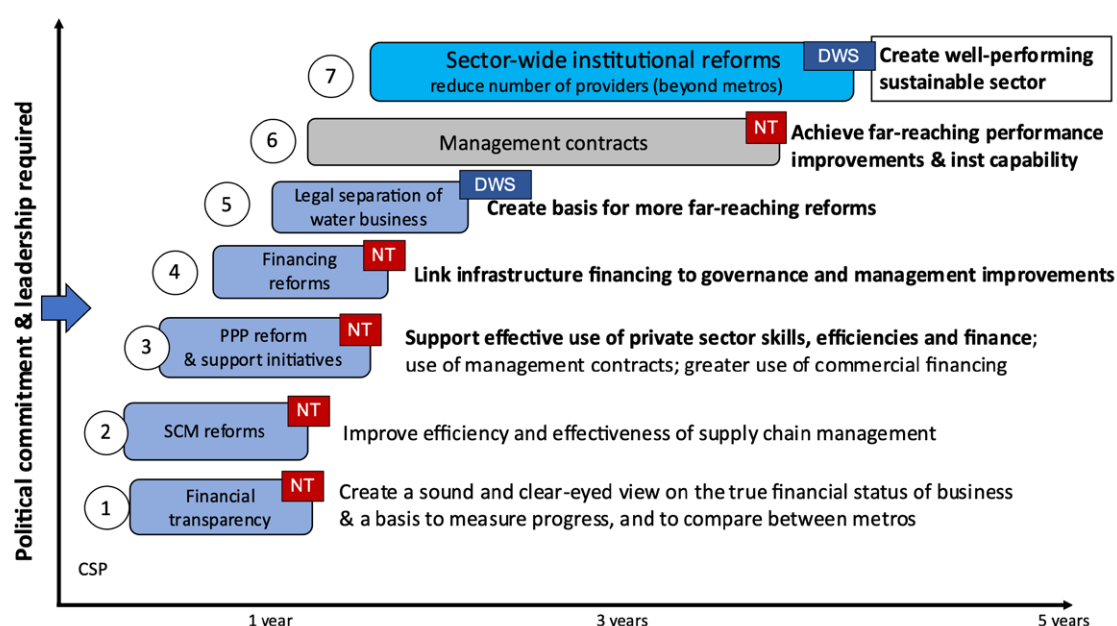 Political commitment & leadership required
7
Sector-wide institutional reforms
reduce number of providers (beyond metros)
DWS
Create well-performing
sustainable sector
6
Management contracts
NT
Achieve far-reaching performance
improvements & inst capability
5
Legal separation of
water business
DWS
Create basis for more far-reaching reforms
4
Financing
reforms
NT
Link infrastructure financing to governance and management improvements
3
PPP reform
& support initiatives
NT
Support effective use of private sector skills, efficiencies and finance;
use of management contracts; greater use of commercial financing
2
SCM reforms
NT
Improve efficiency and effectiveness of supply chain management
1
Financial
transparency
NT
Create a sound and clear-eyed view on the true financial status of business
& a basis to measure progress, and to compare between metros
CSP
1 year
3 years
5 years